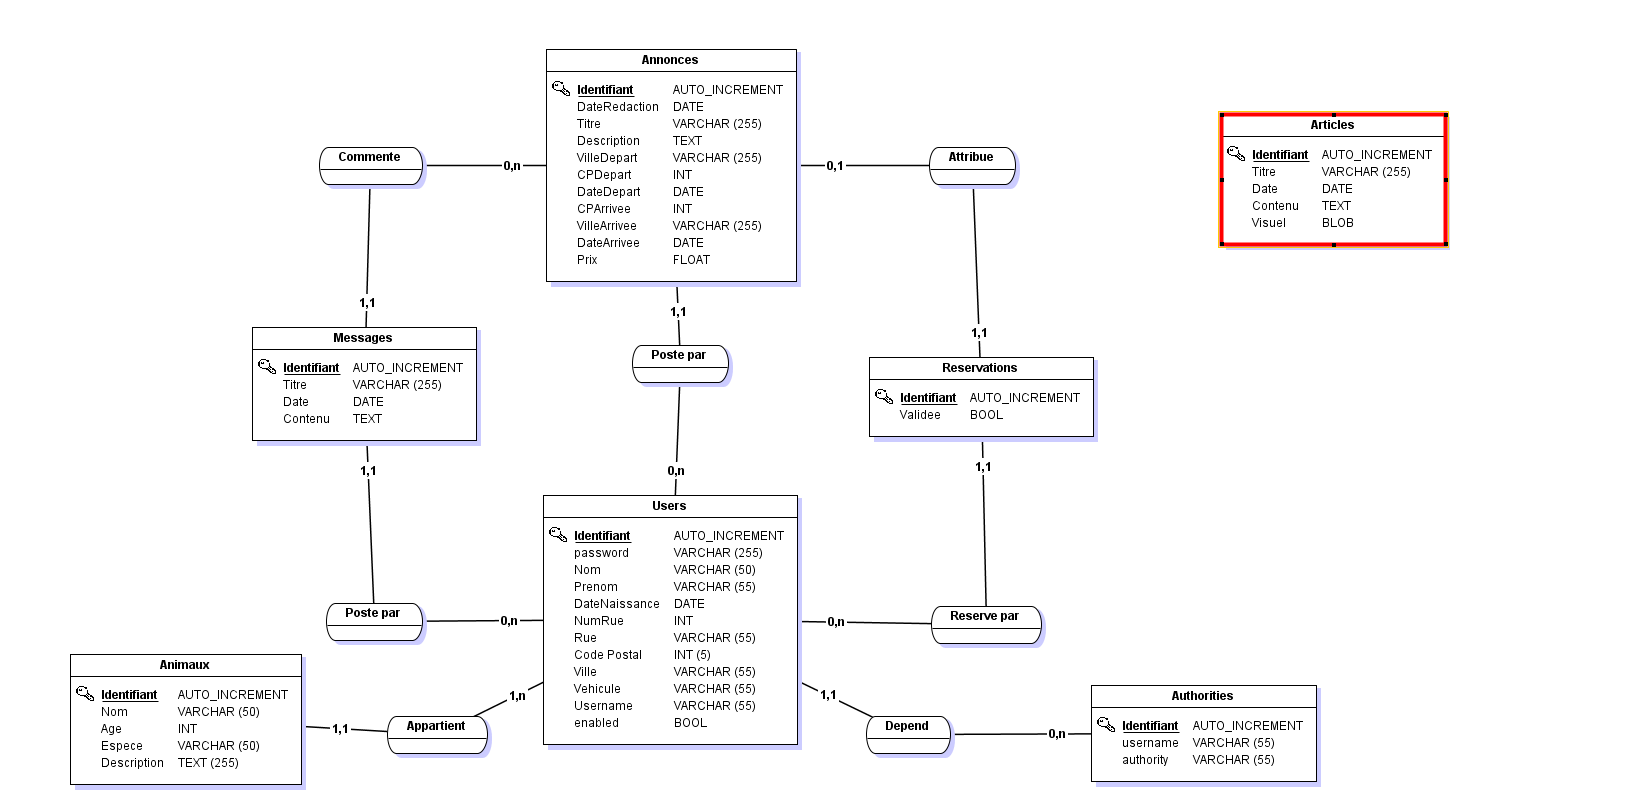 Annonces
Identifiant AUTO_INCREMENT
DateRedaction DATE
Titre VARCHAR (255)
Description TEXT
VilleDepart VARCHAR (255)
CPDepart INT
DateDepart DATE
CPArrivee INT
VilleArrivee VARCHAR (255)
DateArrivee DATE
Prix FLOAT
Articles
Identifiant AUTO_INCREMENT
Titre VARCHAR (255)
Date DATE
Contenu TEXT
Visuel BLOB
Commente
0,n
0,1
Attribue
1,1
1,1
1,1
Messages
Identifiant AUTO_INCREMENT
Titre VARCHAR (255)
Date DATE
Contenu TEXT
Poste par
Reservations
Identifiant AUTO_INCREMENT
Validee BOOL
1,1
0,n
1,1
Users
Identifiant AUTO_INCREMENT
password VARCHAR (255)
Nom VARCHAR (50)
Prenom VARCHAR (55)
DateNaissance DATE
NumRue INT
Rue VARCHAR (55)
Code Postal INT (5)
Ville VARCHAR (55)
Vehicule VARCHAR (55)
Username VARCHAR (55)
enabled BOOL
Poste par
0,n
0,n
Reserve par
Animaux
Identifiant AUTO_INCREMENT
Nom VARCHAR (50)
Age INT
Espece VARCHAR (50)
Description TEXT (255)
1,1
Appartient
1,n
1,1
Depend
0,n
Authorities
Identifiant AUTO_INCREMENT
username VARCHAR (55)
authority VARCHAR (55)